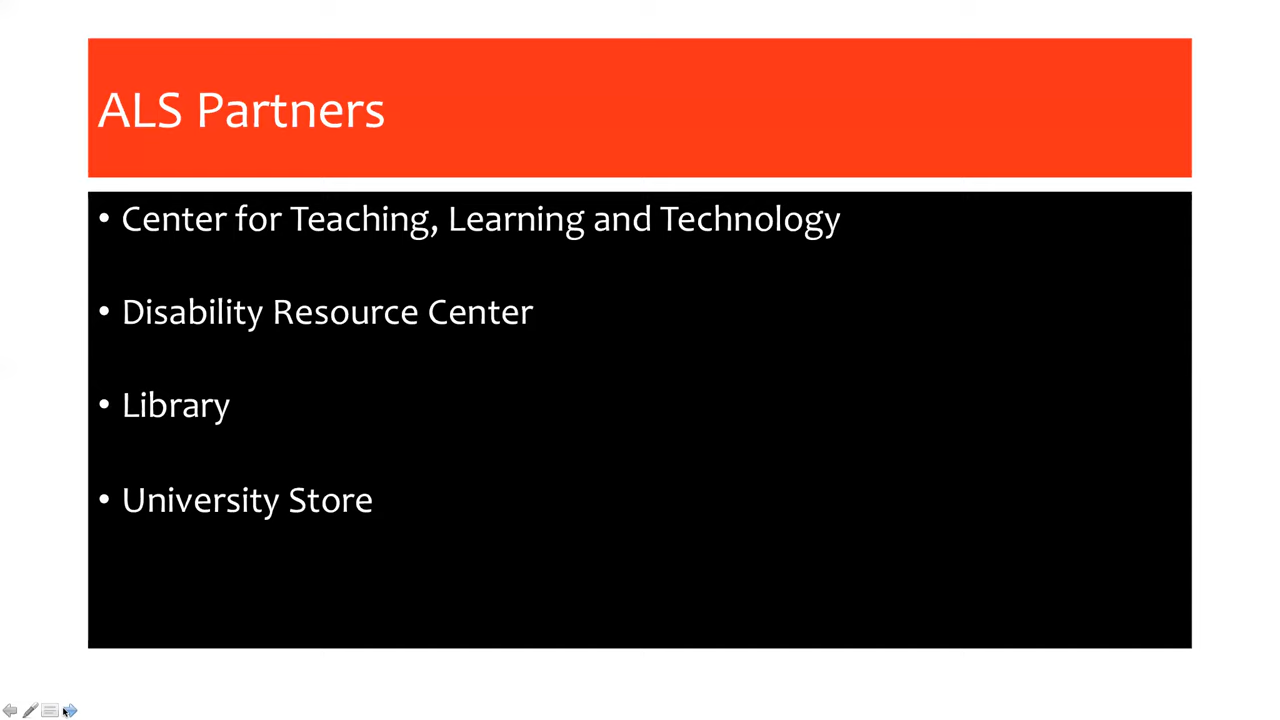 ALS Partners
• Center for Teaching, Learning and Technology
• Disability Resource Center
• Library
• University Store